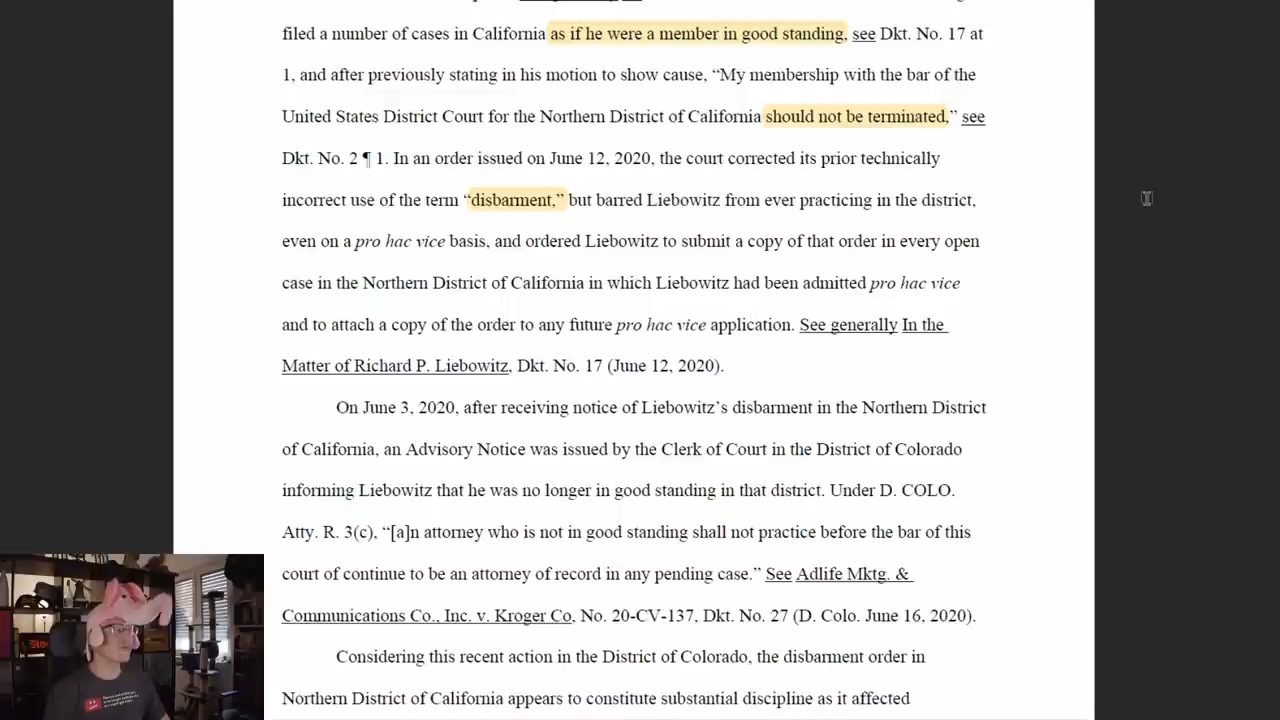 filed a number of cases in California as if he were a member in good standing, see Dkt. No. 17 at
1, and after previously stating in his motion to show cause, “My membership with the bar of the
United States District Court for the Northern District of California should not be terminated,” see
Dkt. No. 2 ¶ 1. In an order issued on June 12, 2020, the court corrected its prior technically
incorrect use of the term “disbarment,” but barred Liebowitz from ever practicing in the district,
even on a pro hac vice basis, and ordered Liebowitz to submit a copy of that order in every open
case in the Northern District of California in which Liebowitz had been admitted pro hac vice
and to attach a copy of the order to any future pro hac vice application. See generally In the
Matter of Richard P. Liebowitz, Dkt. No. 17 (June 12, 2020).
On June 3, 2020, after receiving notice of Liebowitz’s disbarment in the Northern District
of California, an Advisory Notice was issued by the Clerk of Court in the District of Colorado
informing Liebowitz that he was no longer in good standing in that district. Under D. COLO.
Atty. R. 3(c), “[a]n attorney who is not in good standing shall not practice before the bar of this
court of continue to be an attorney of record in any pending case.” See Adlife Mktg. &
Communications Co., Inc. v. Kroger Co, No. 20-CV-137, Dkt. No. 27 (D. Colo. June 16, 2020).
Considering this recent action in the District of Colorado, the disbarment order in
Northern District of California appears to constitute substantial discipline as it affected